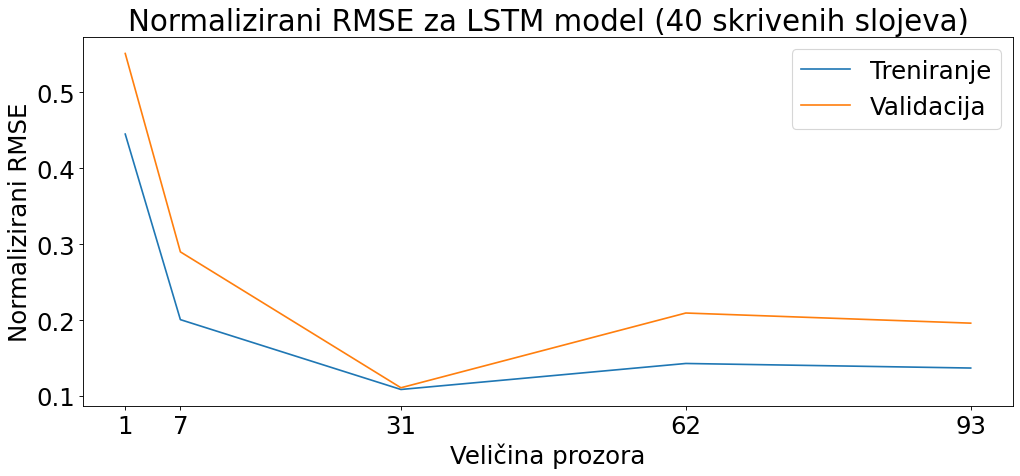 Normalizirani RMSE za LSTM model (40 skrivenih slojeva)
Treniranje
Validacija
Normalizirani RMSE
0.5
0.4
0.3
0.2
0.1
1 7 31 62 93
Veličina prozora